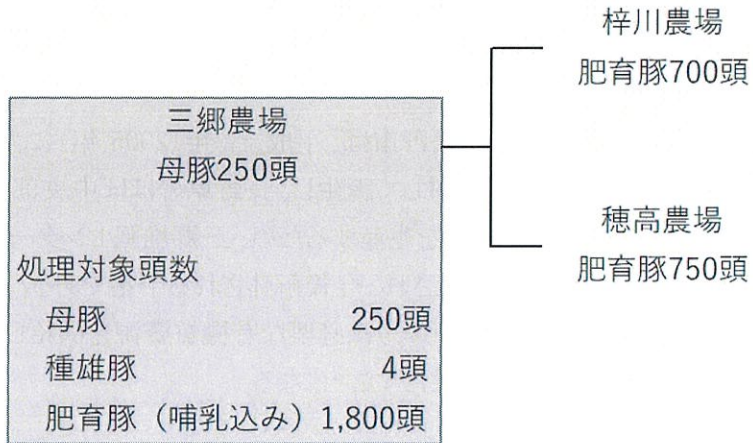 三郷農場
母豚250頭
処理対象頭数
母豚 250頭
種雄豚 4頭
肥育豚（哺乳込み）1,800頭
梓川農場
肥育豚700頭
穂高農場
肥育豚750頭